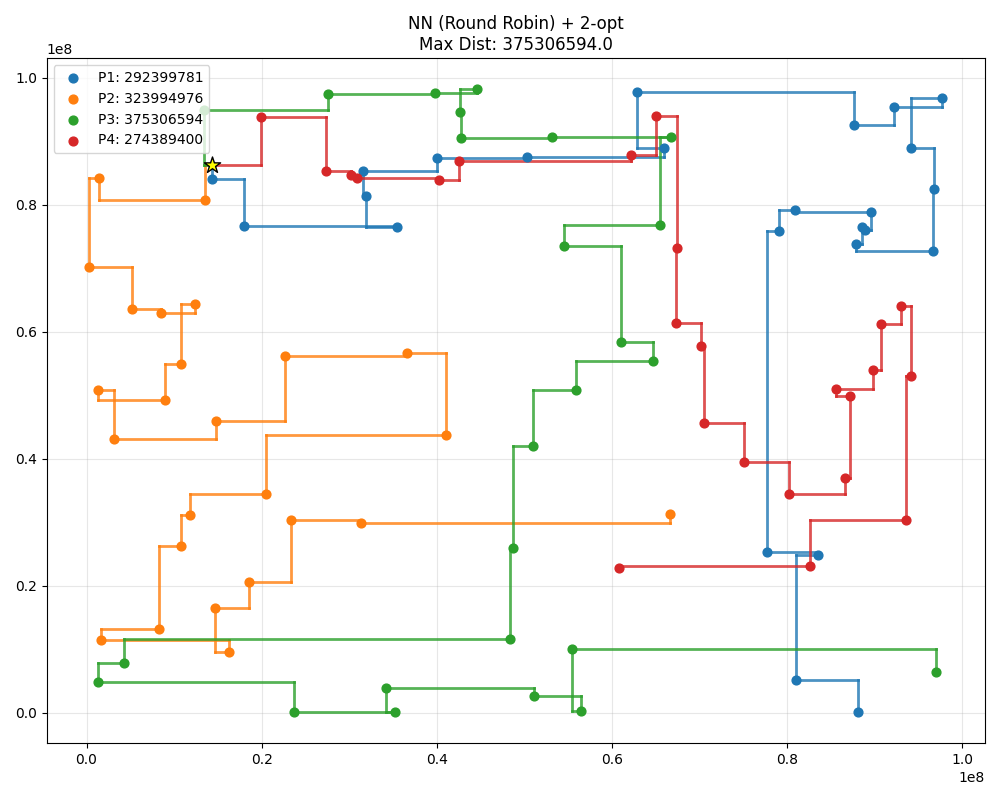 NN (Round Robin) + 2-opt
Max Dist: 375306594.0
1e8
P1: 292399781
P2: 323994976
P3: 375306594
P4: 274389400
1.0
0.8
0.6
0.4
0.2
0.0
0.0 0.2 0.4 0.6 0.8 1.0
1e8